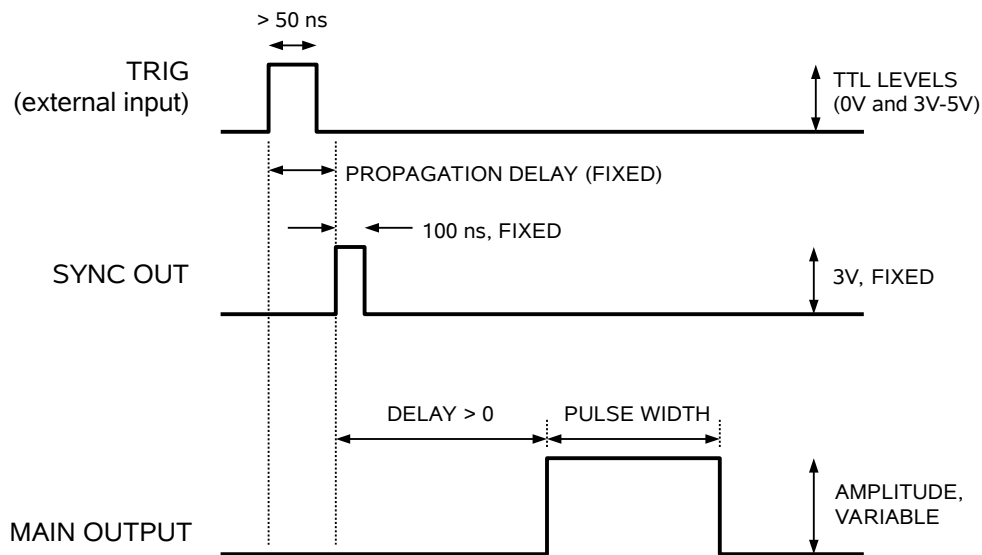 > 50 ns
TRIG
(external input)
TTL LEVELS
(0V and 3V-5V)
PROPAGATION DELAY (FIXED)
100 ns, FIXED
SYNC OUT
3V, FIXED
DELAY > 0
PULSE WIDTH
AMPLITUDE,
VARIABLE
MAIN OUTPUT